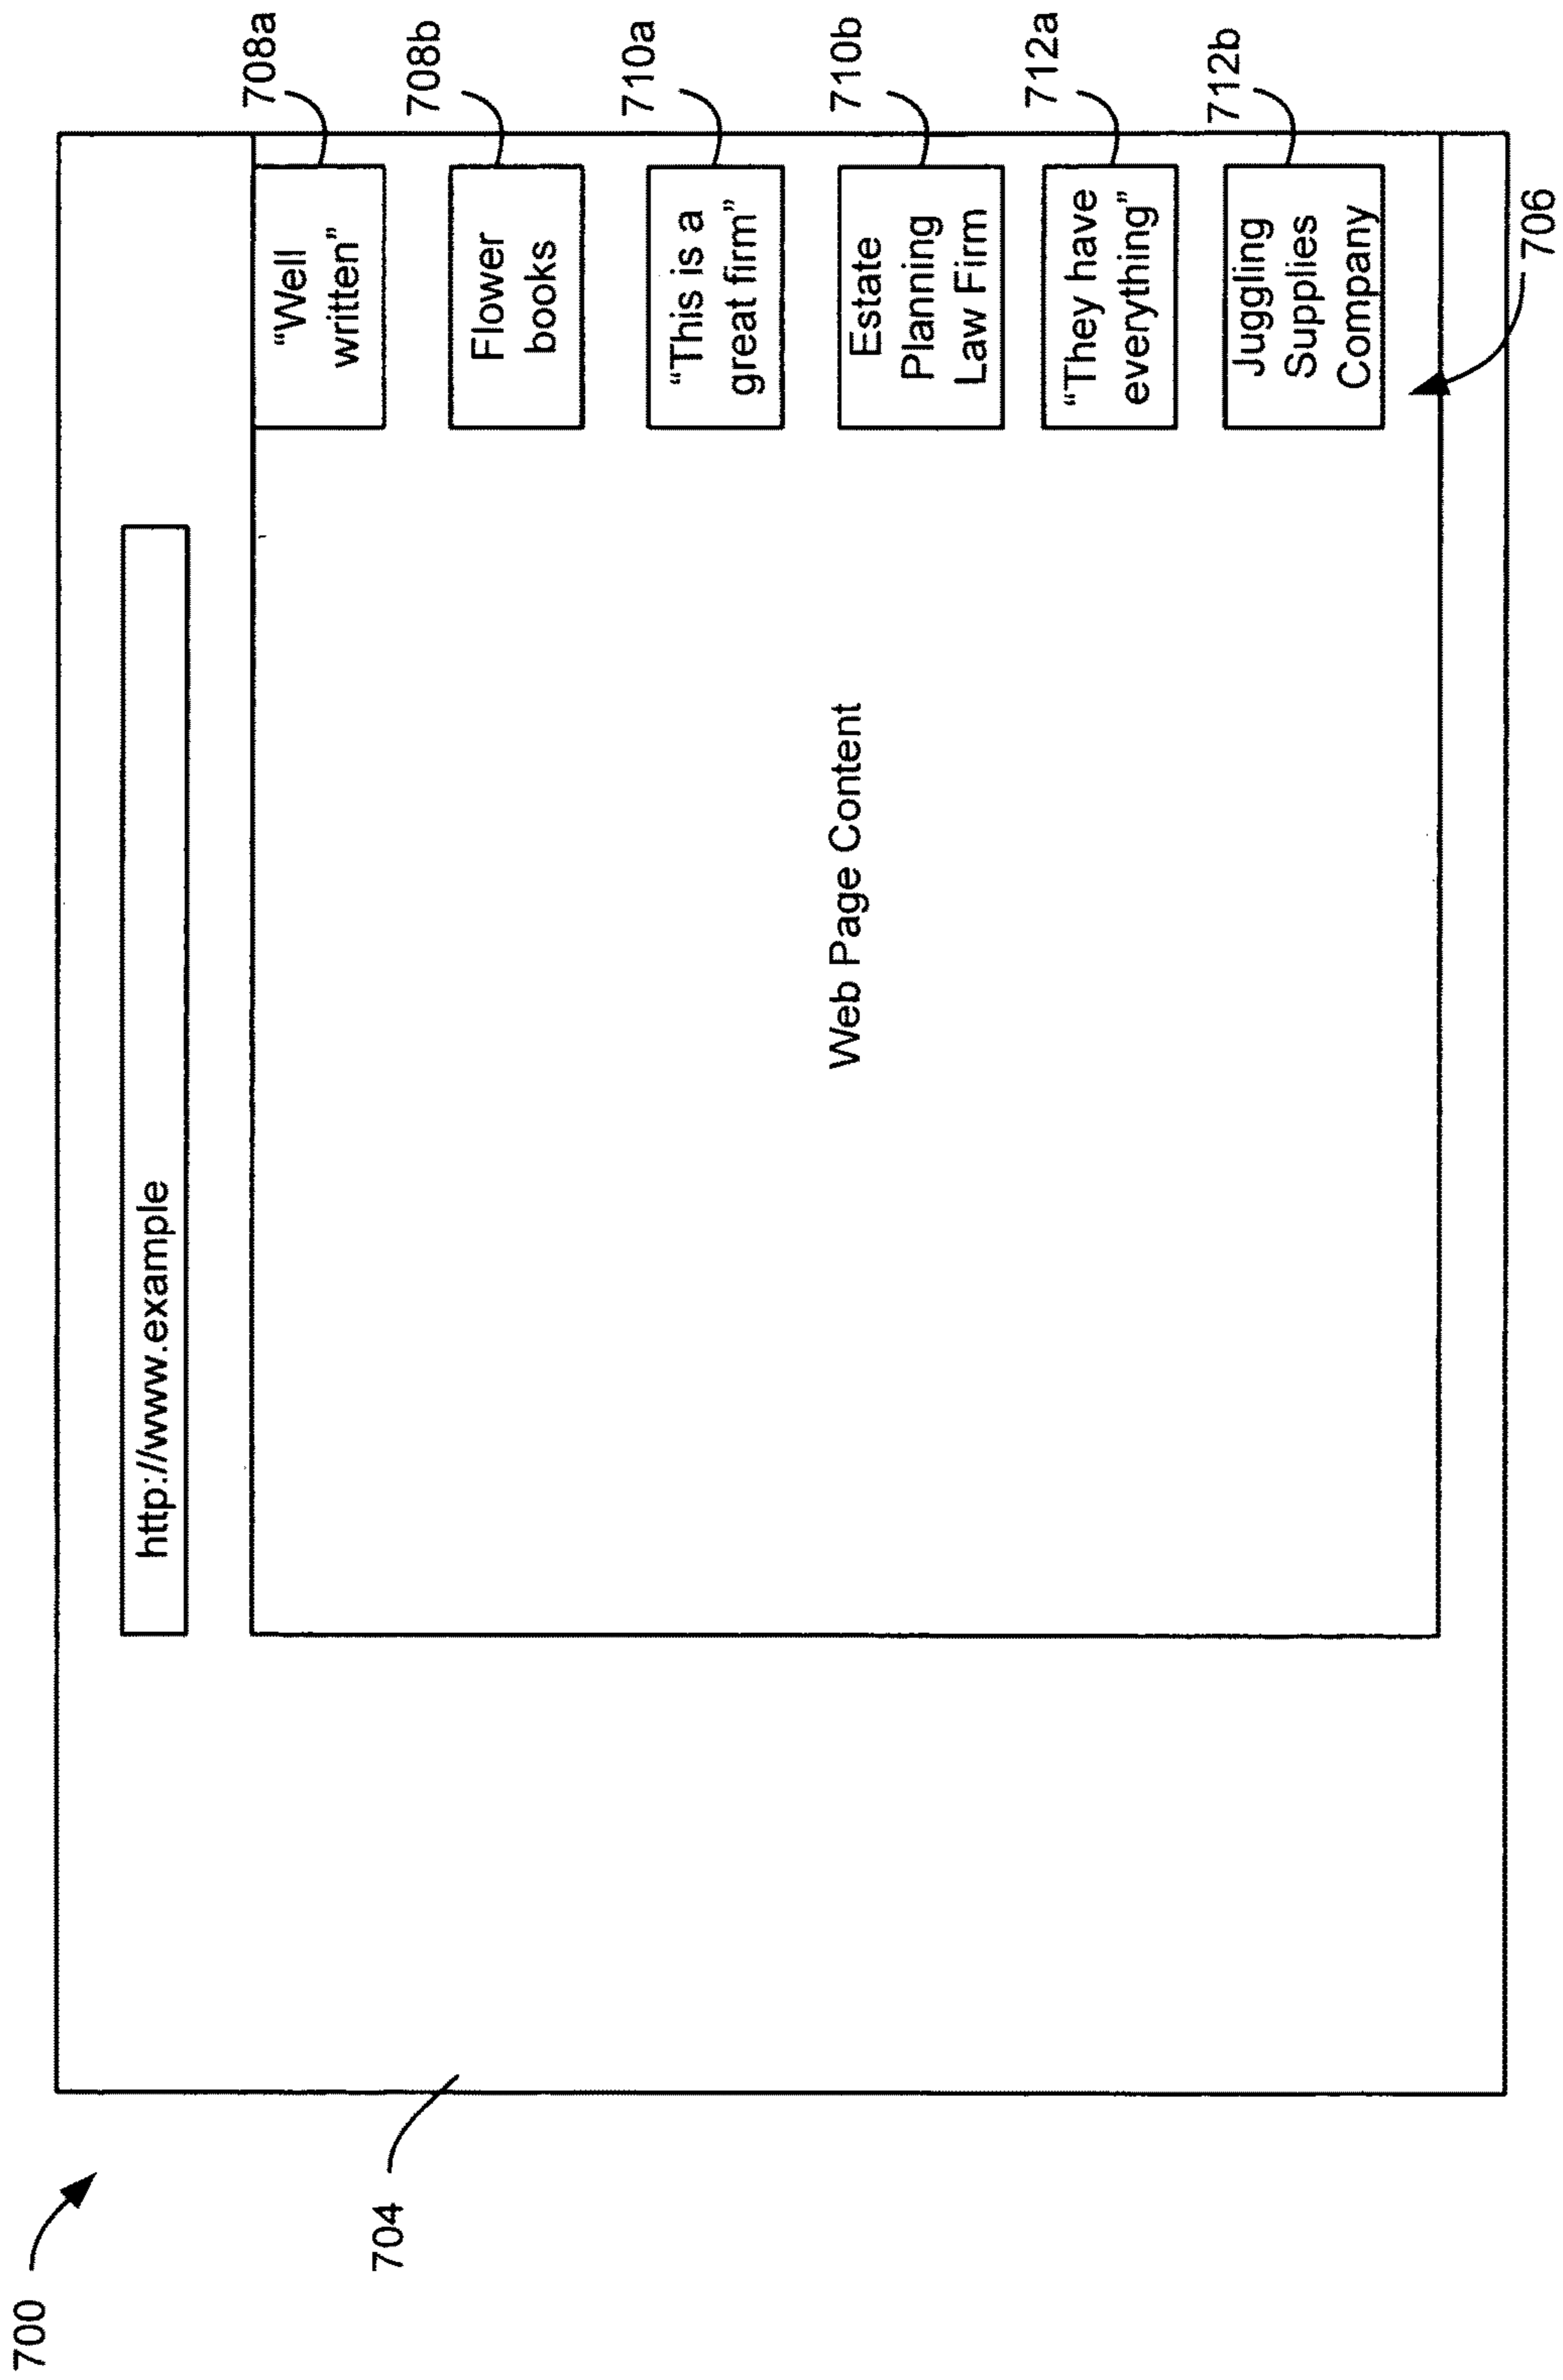 700
704
http://www.example
Web Page Content
“Well
written”
708a
Flower
books
708b
“This is a
great firm”
710a
Estate
Planning
Law Firm
710b
“They have
everything”
712a
Juggling
Supplies
Company
712b
706